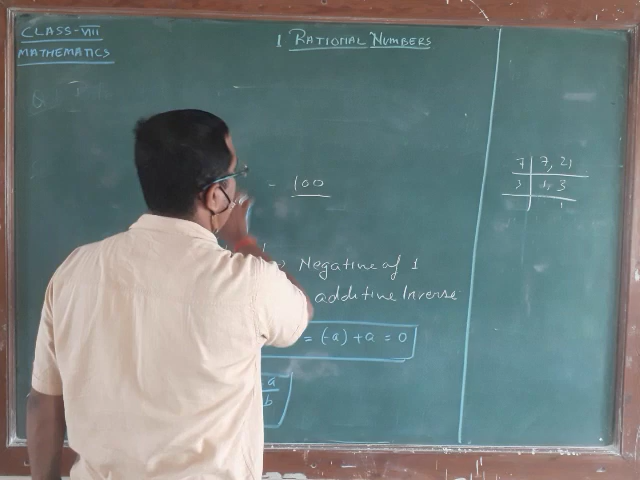 CLASS-VIII
MATHEMATICS
1 RATIONAL NUMBERS
- 100
Negative of 1
additive Inverse
= (-a) + a = 0
a
b
7 7, 21
3 1, 3
1